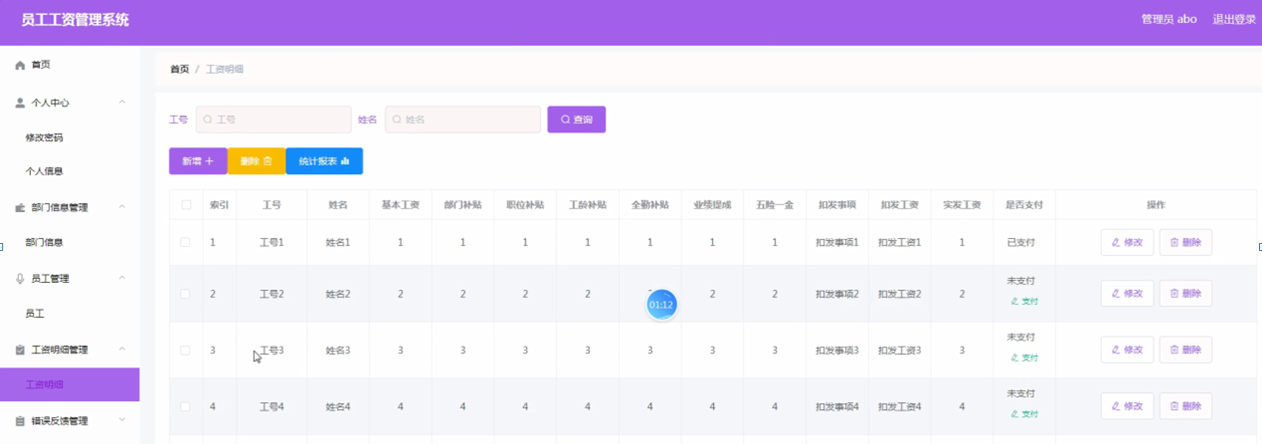 员工工资管理系统
管理员 abo 退出登录
首页
个人中心
修改密码
个人信息
部门信息管理
部门信息
员工管理
员工
工资明细管理
工资明细
错误反馈管理
首页 / 工资明细
工号 工号 姓名 姓名 查询
新增 + 删除 统计报表
索引 工号 姓名 基本工资 部门补贴 职位补贴 工龄补贴 全勤补贴 业绩提成 五险一金 扣发事项 扣发工资 实发工资 是否支付 操作
1 工号1 姓名1 1 1 1 1 1 1 1 扣发事项1 扣发工资1 1 已支付 修改 删除
2 工号2 姓名2 2 2 2 2 2 2 扣发事项2 扣发工资2 2 未支付 支付 修改 删除
01:12
3 工号3 姓名3 3 3 3 3 3 3 3 扣发事项3 扣发工资3 3 未支付 支付 修改 删除
4 工号4 姓名4 4 4 4 4 4 4 4 扣发事项4 扣发工资4 4 未支付 支付 修改 删除